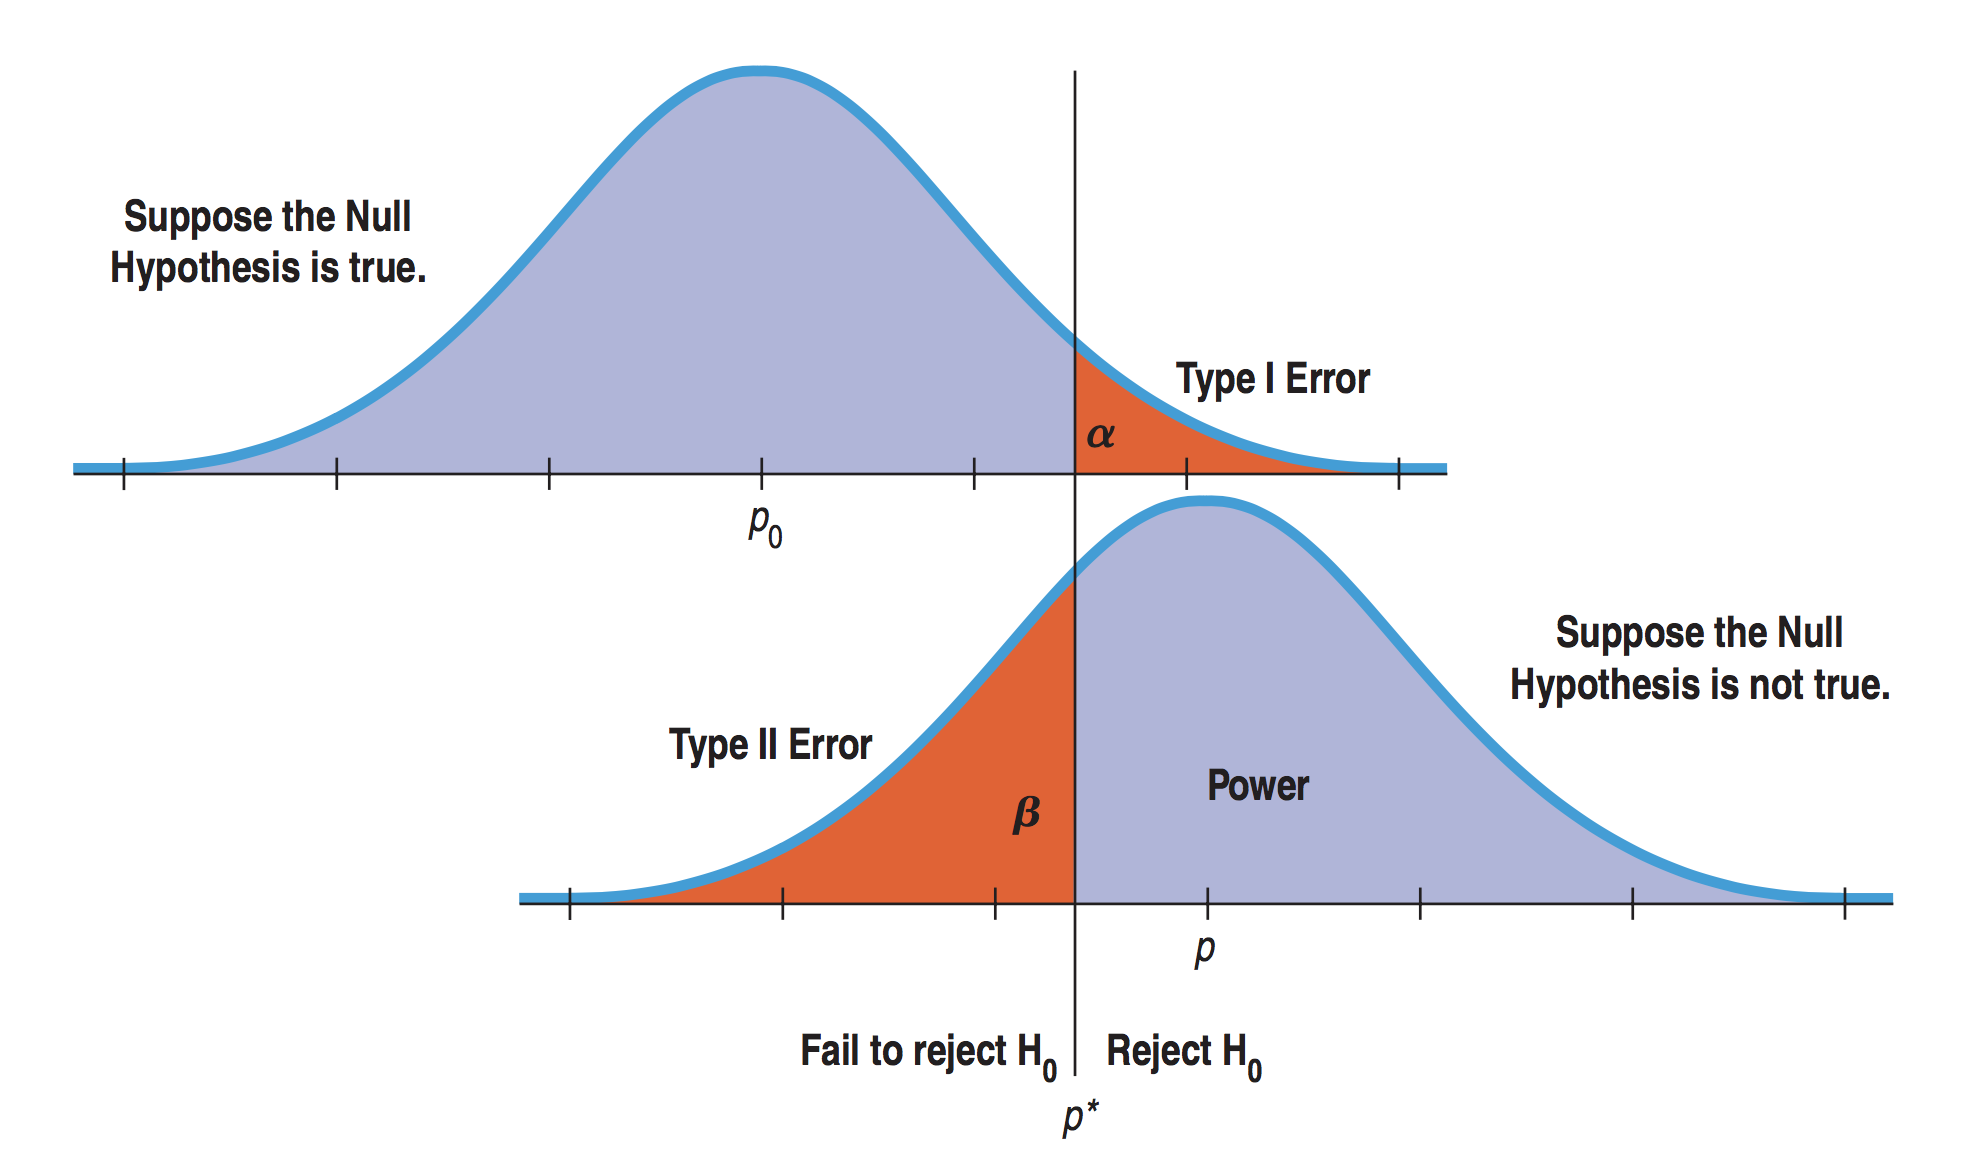 Suppose the Null
Hypothesis is true.
Type I Error
α
p₀
Suppose the Null
Hypothesis is not true.
Type II Error
Power
β
p
Fail to reject H₀
Reject H₀
p*